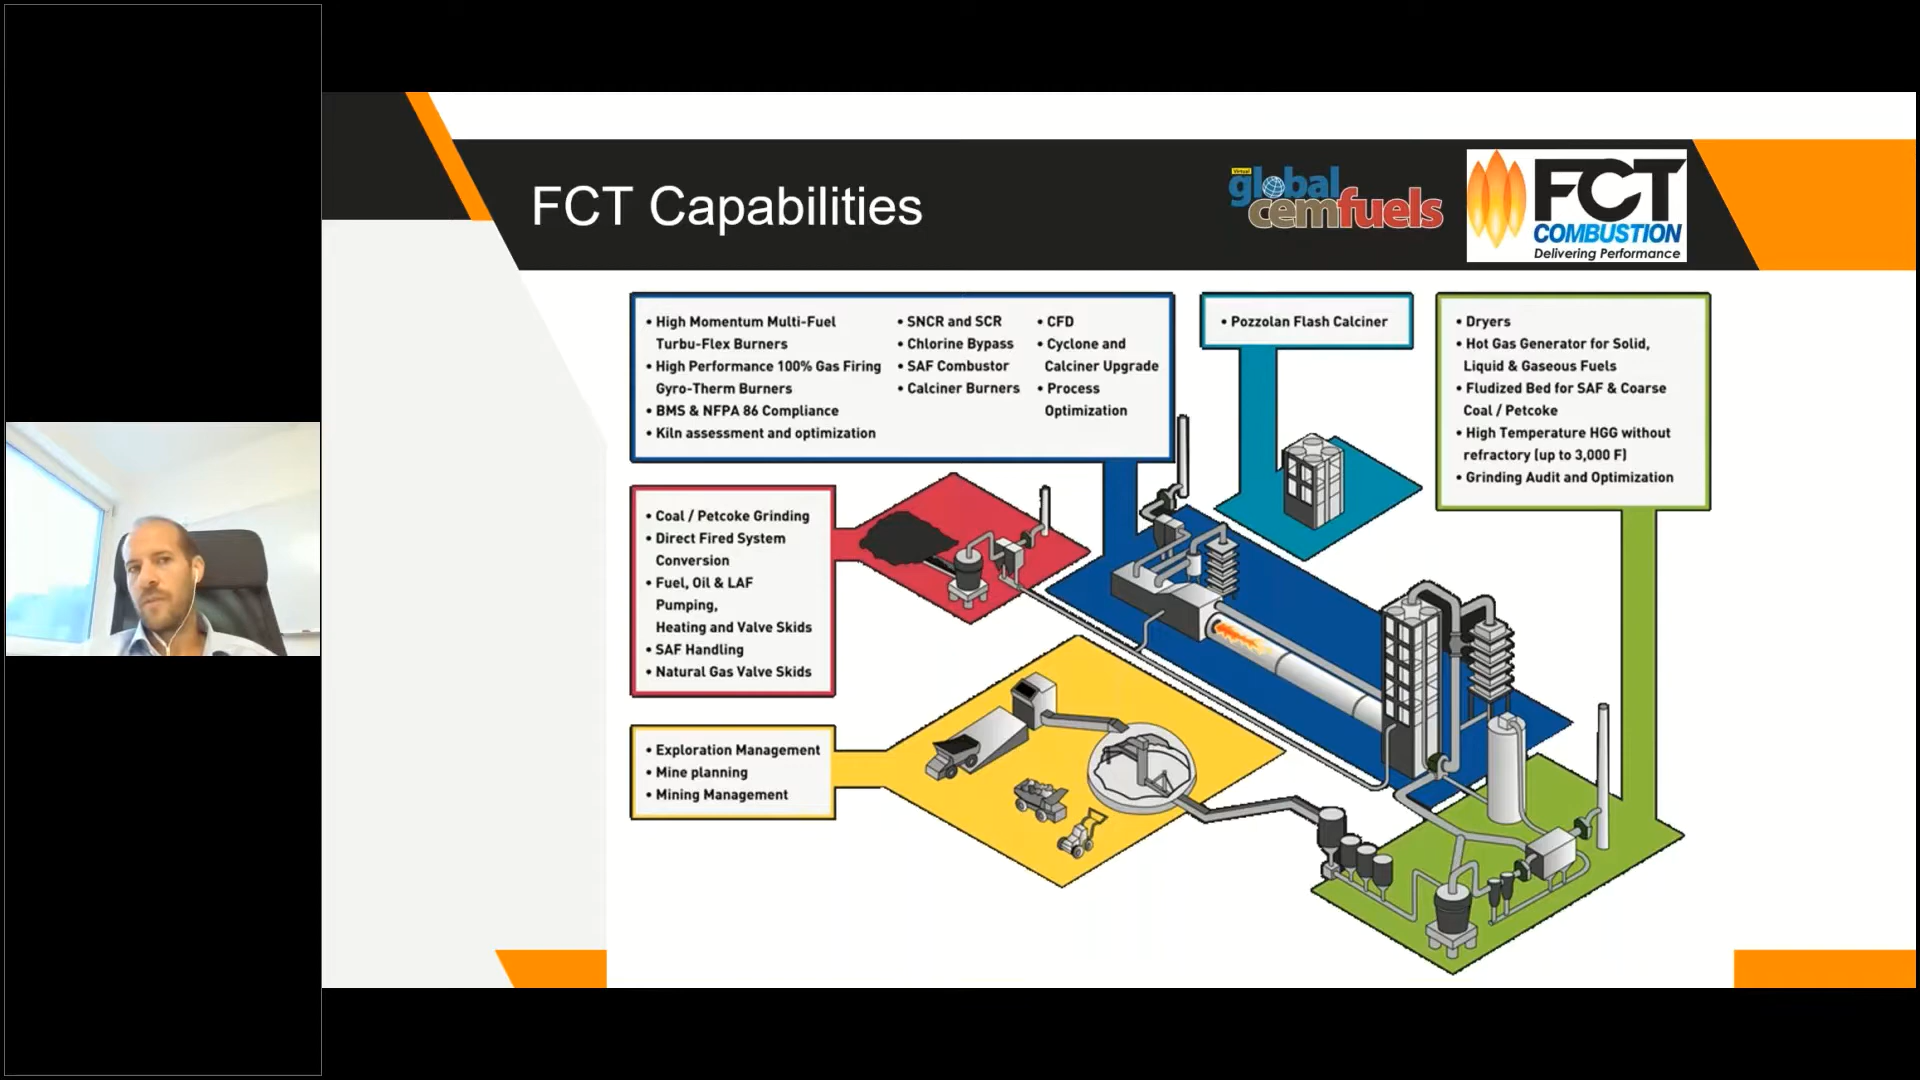 FCT Capabilities
Virtual
global
cemfuels
FCT
COMBUSTION
Delivering Performance
• High Momentum Multi-Fuel
Turbu-Flex Burners
• High Performance 100% Gas Firing
Gyro-Therm Burners
• BMS & NFPA 86 Compliance
• Kiln assessment and optimization
• SNCR and SCR
• Chlorine Bypass
• SAF Combustor
• Calciner Burners
• CFD
• Cyclone and
Calciner Upgrade
• Process
Optimization
• Pozzolan Flash Calciner
• Dryers
• Hot Gas Generator for Solid,
Liquid & Gaseous Fuels
• Fludized Bed for SAF & Coarse
Coal / Petcoke
• High Temperature HGG without
refractory (up to 3,000 F)
• Grinding Audit and Optimization
• Coal / Petcoke Grinding
• Direct Fired System
Conversion
• Fuel, Oil & LAF
Pumping,
Heating and Valve Skids
• SAF Handling
• Natural Gas Valve Skids
• Exploration Management
• Mine planning
• Mining Management